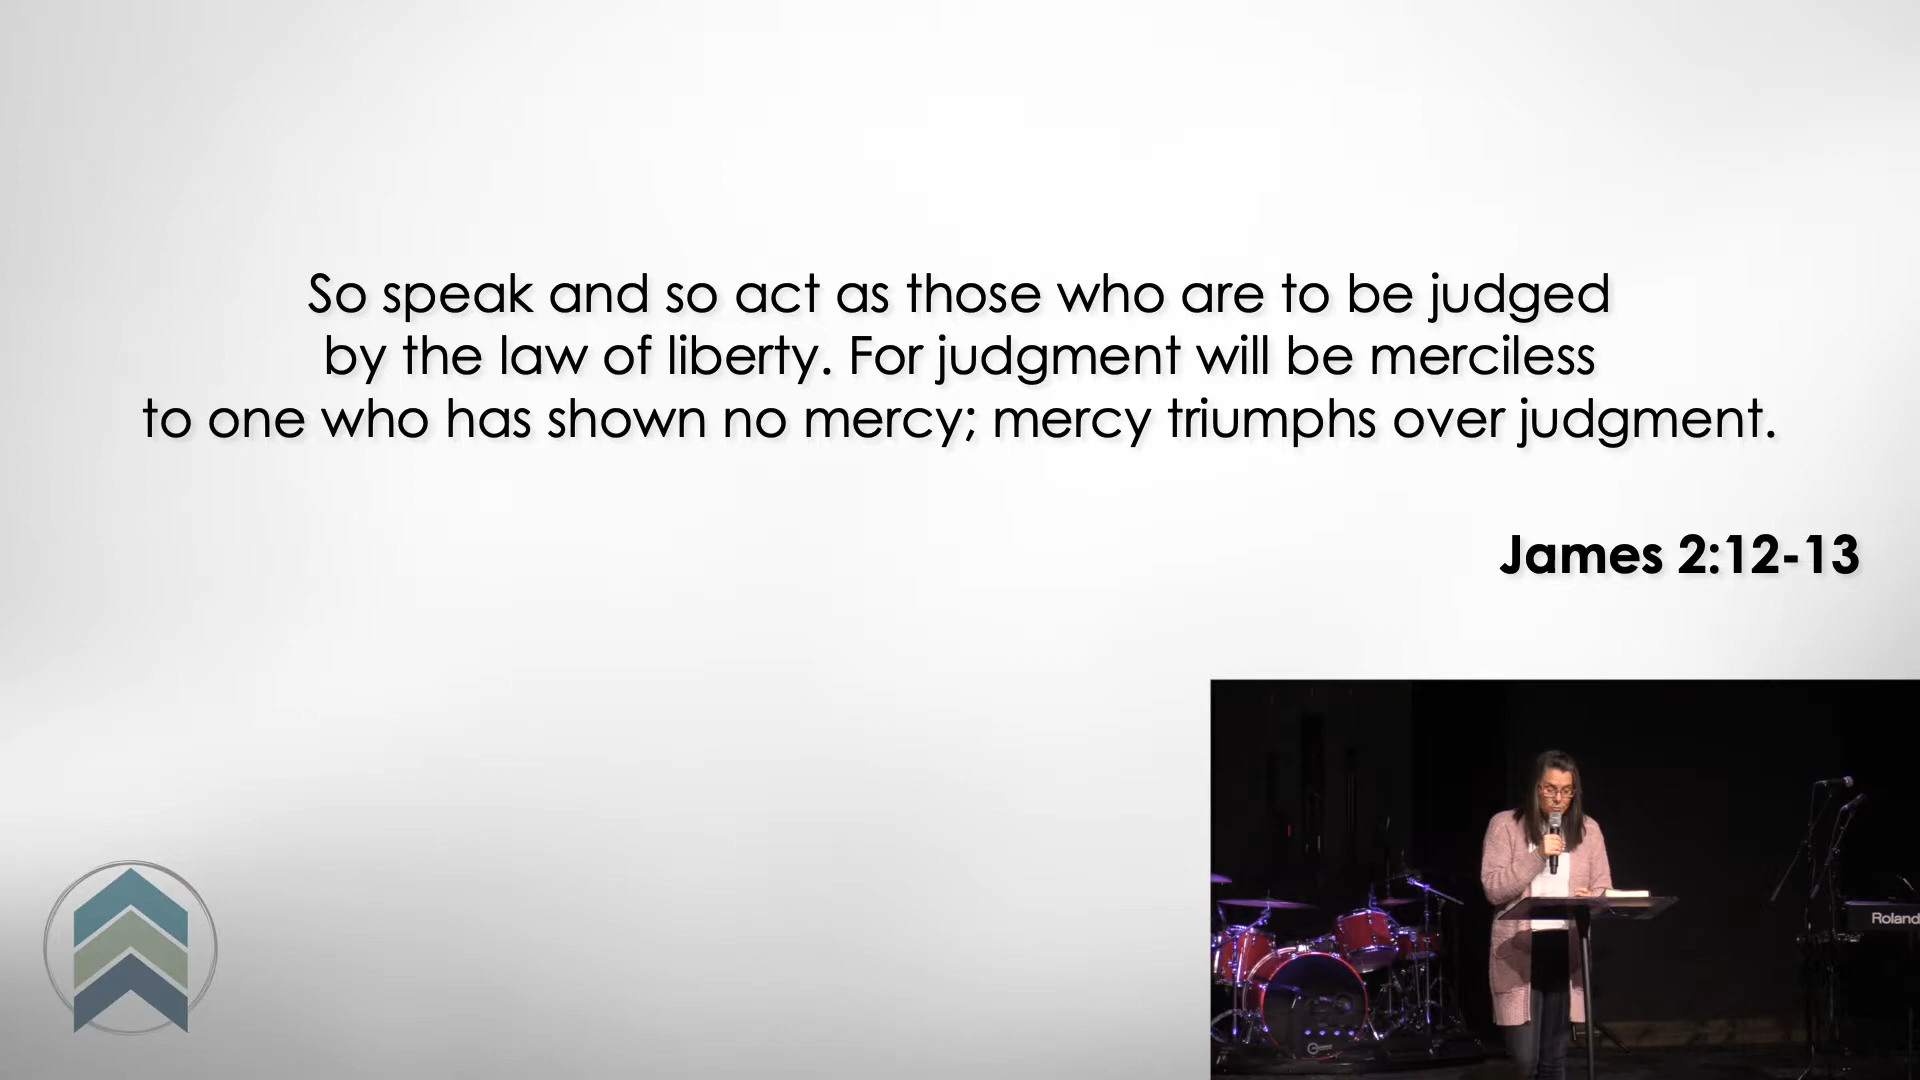 So speak and so act as those who are to be judged
by the law of liberty. For judgment will be merciless
to one who has shown no mercy; mercy triumphs over judgment.
James 2:12-13
Roland